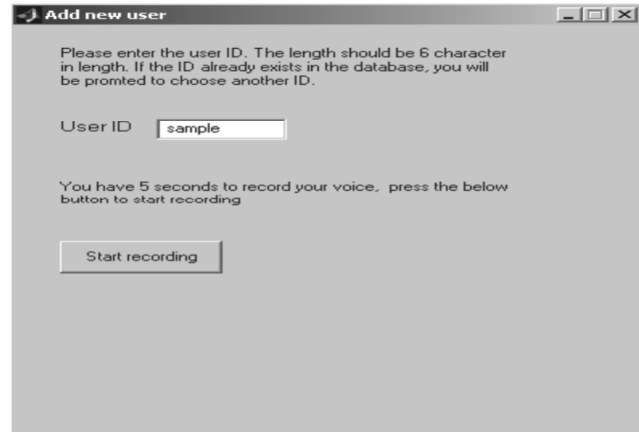 Add new user
Please enter the user ID. The length should be 6 character
in length. If the ID already exists in the database, you will
be promted to choose another ID.
User ID
sample
You have 5 seconds to record your voice, press the below
button to start recording
Start recording